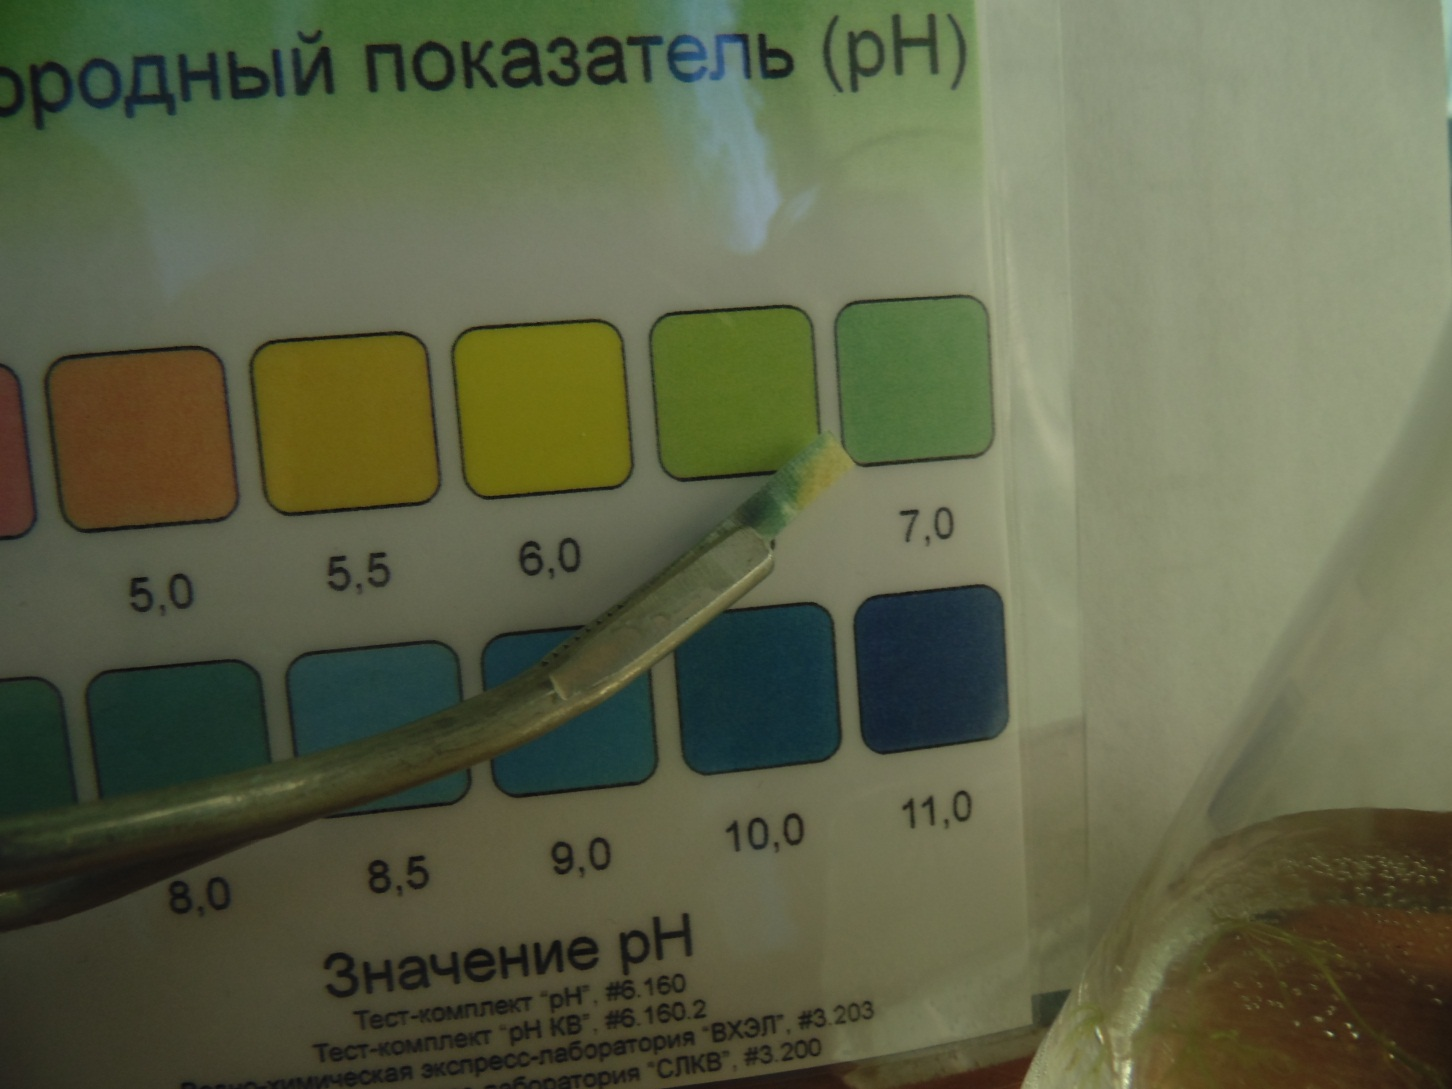 ородный показатель (pH)
5,0 5,5 6,0 7,0
8,0 8,5 9,0 10,0 11,0
Значение pH
Тест-комплект “pH”, #6.160
Тест-комплект “pH КВ”, #6.160.2
химическая экспресс-лаборатория “ВХЭЛ”, #3.203
лаборатория “СЛКВ”, #3.200